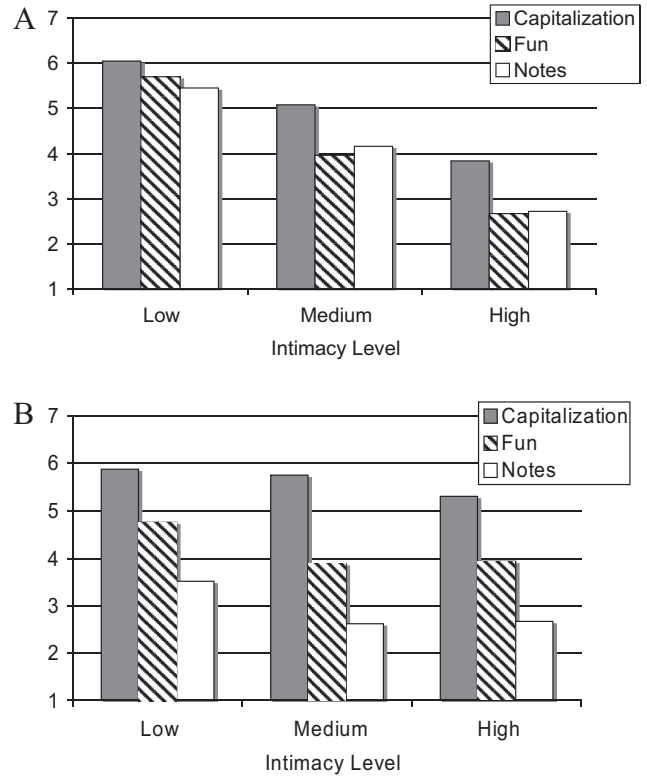 A
7
6
5
4
3
2
1
Capitalization
Fun
Notes
Low Medium High
Intimacy Level
B
7
6
5
4
3
2
1
Capitalization
Fun
Notes
Low Medium High
Intimacy Level